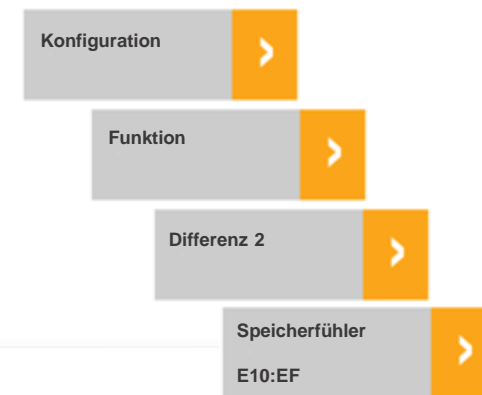 Konfiguration
Funktion
Differenz 2
Speicherfühler
E10:EF